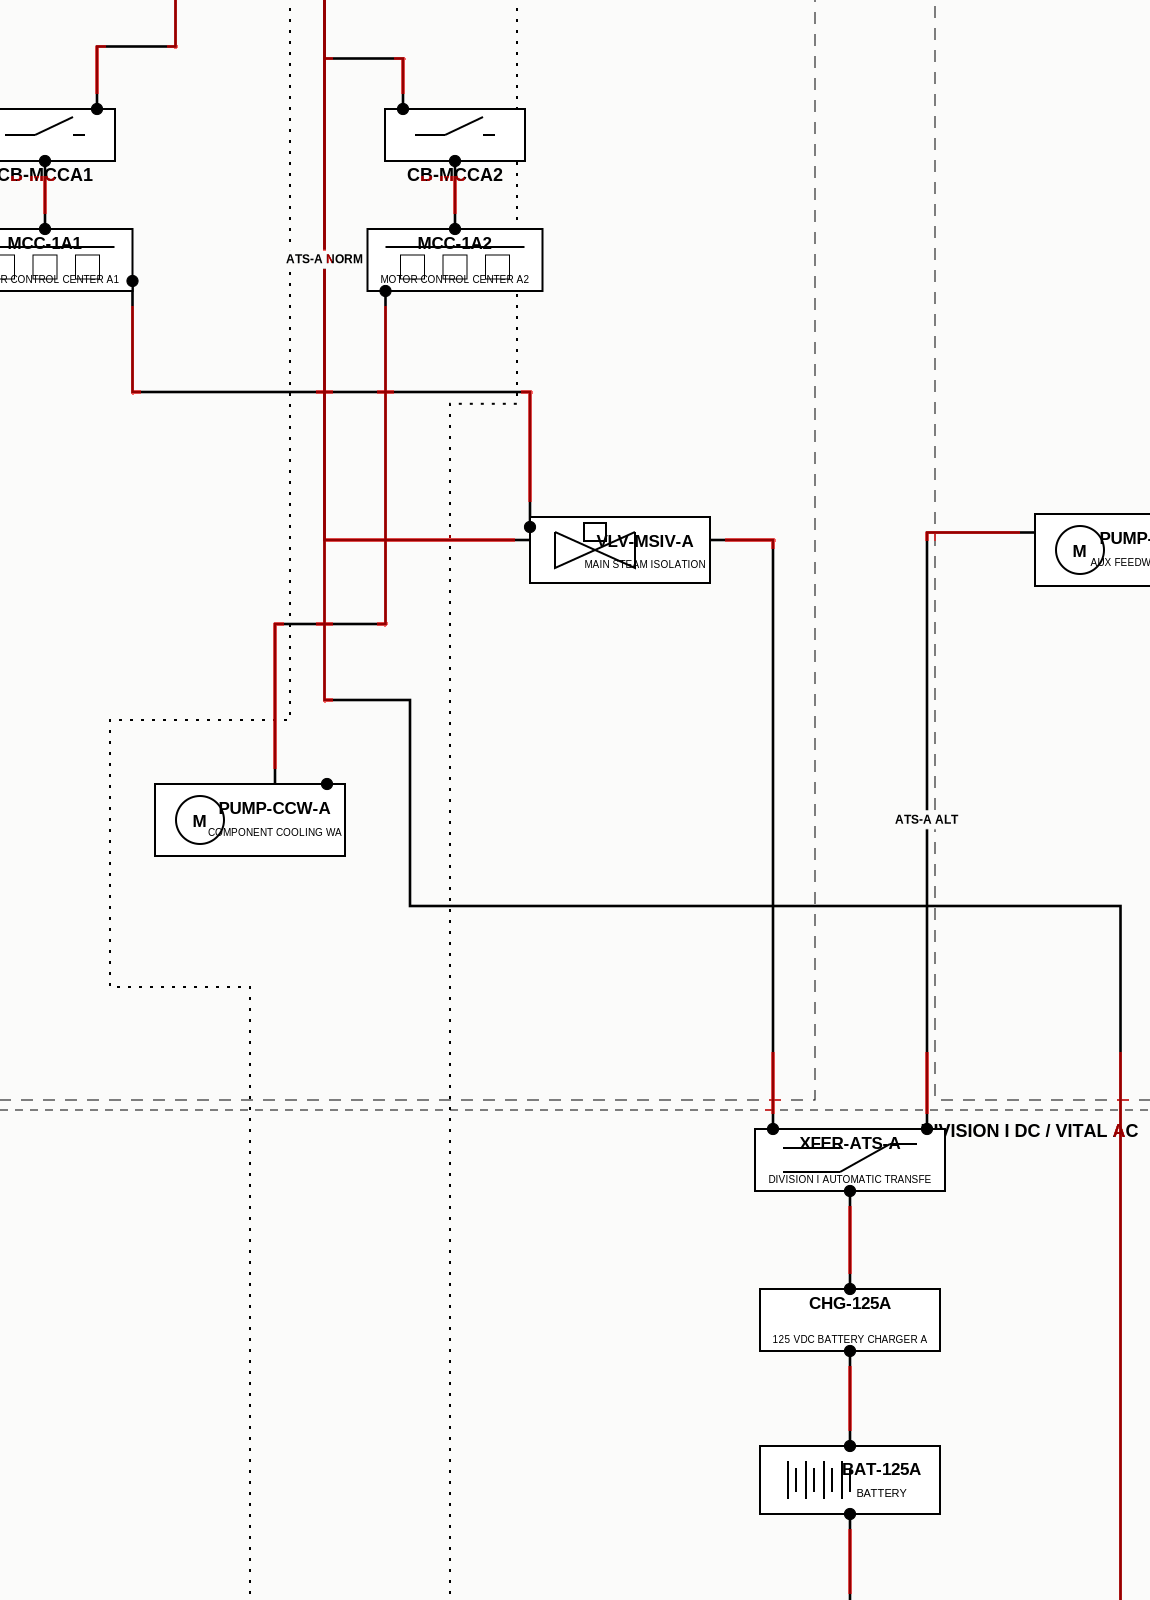 CB-MCCA1
CB-MCCA2
MCC-1A1
MCC-1A2
ATS-A NORM
CONTROL CENTER A1
MOTOR CONTROL CENTER A2
VLV-MSIV-A
MAIN STEAM ISOLATION
M
PUMP-
AUX FEEDW
PUMP-CCW-A
M
COMPONENT COOLING WA
ATS-A ALT
DIVISION I DC / VITAL AC
XFER-ATS-A
DIVISION I AUTOMATIC TRANSFE
CHG-125A
125 VDC BATTERY CHARGER A
BAT-125A
BATTERY